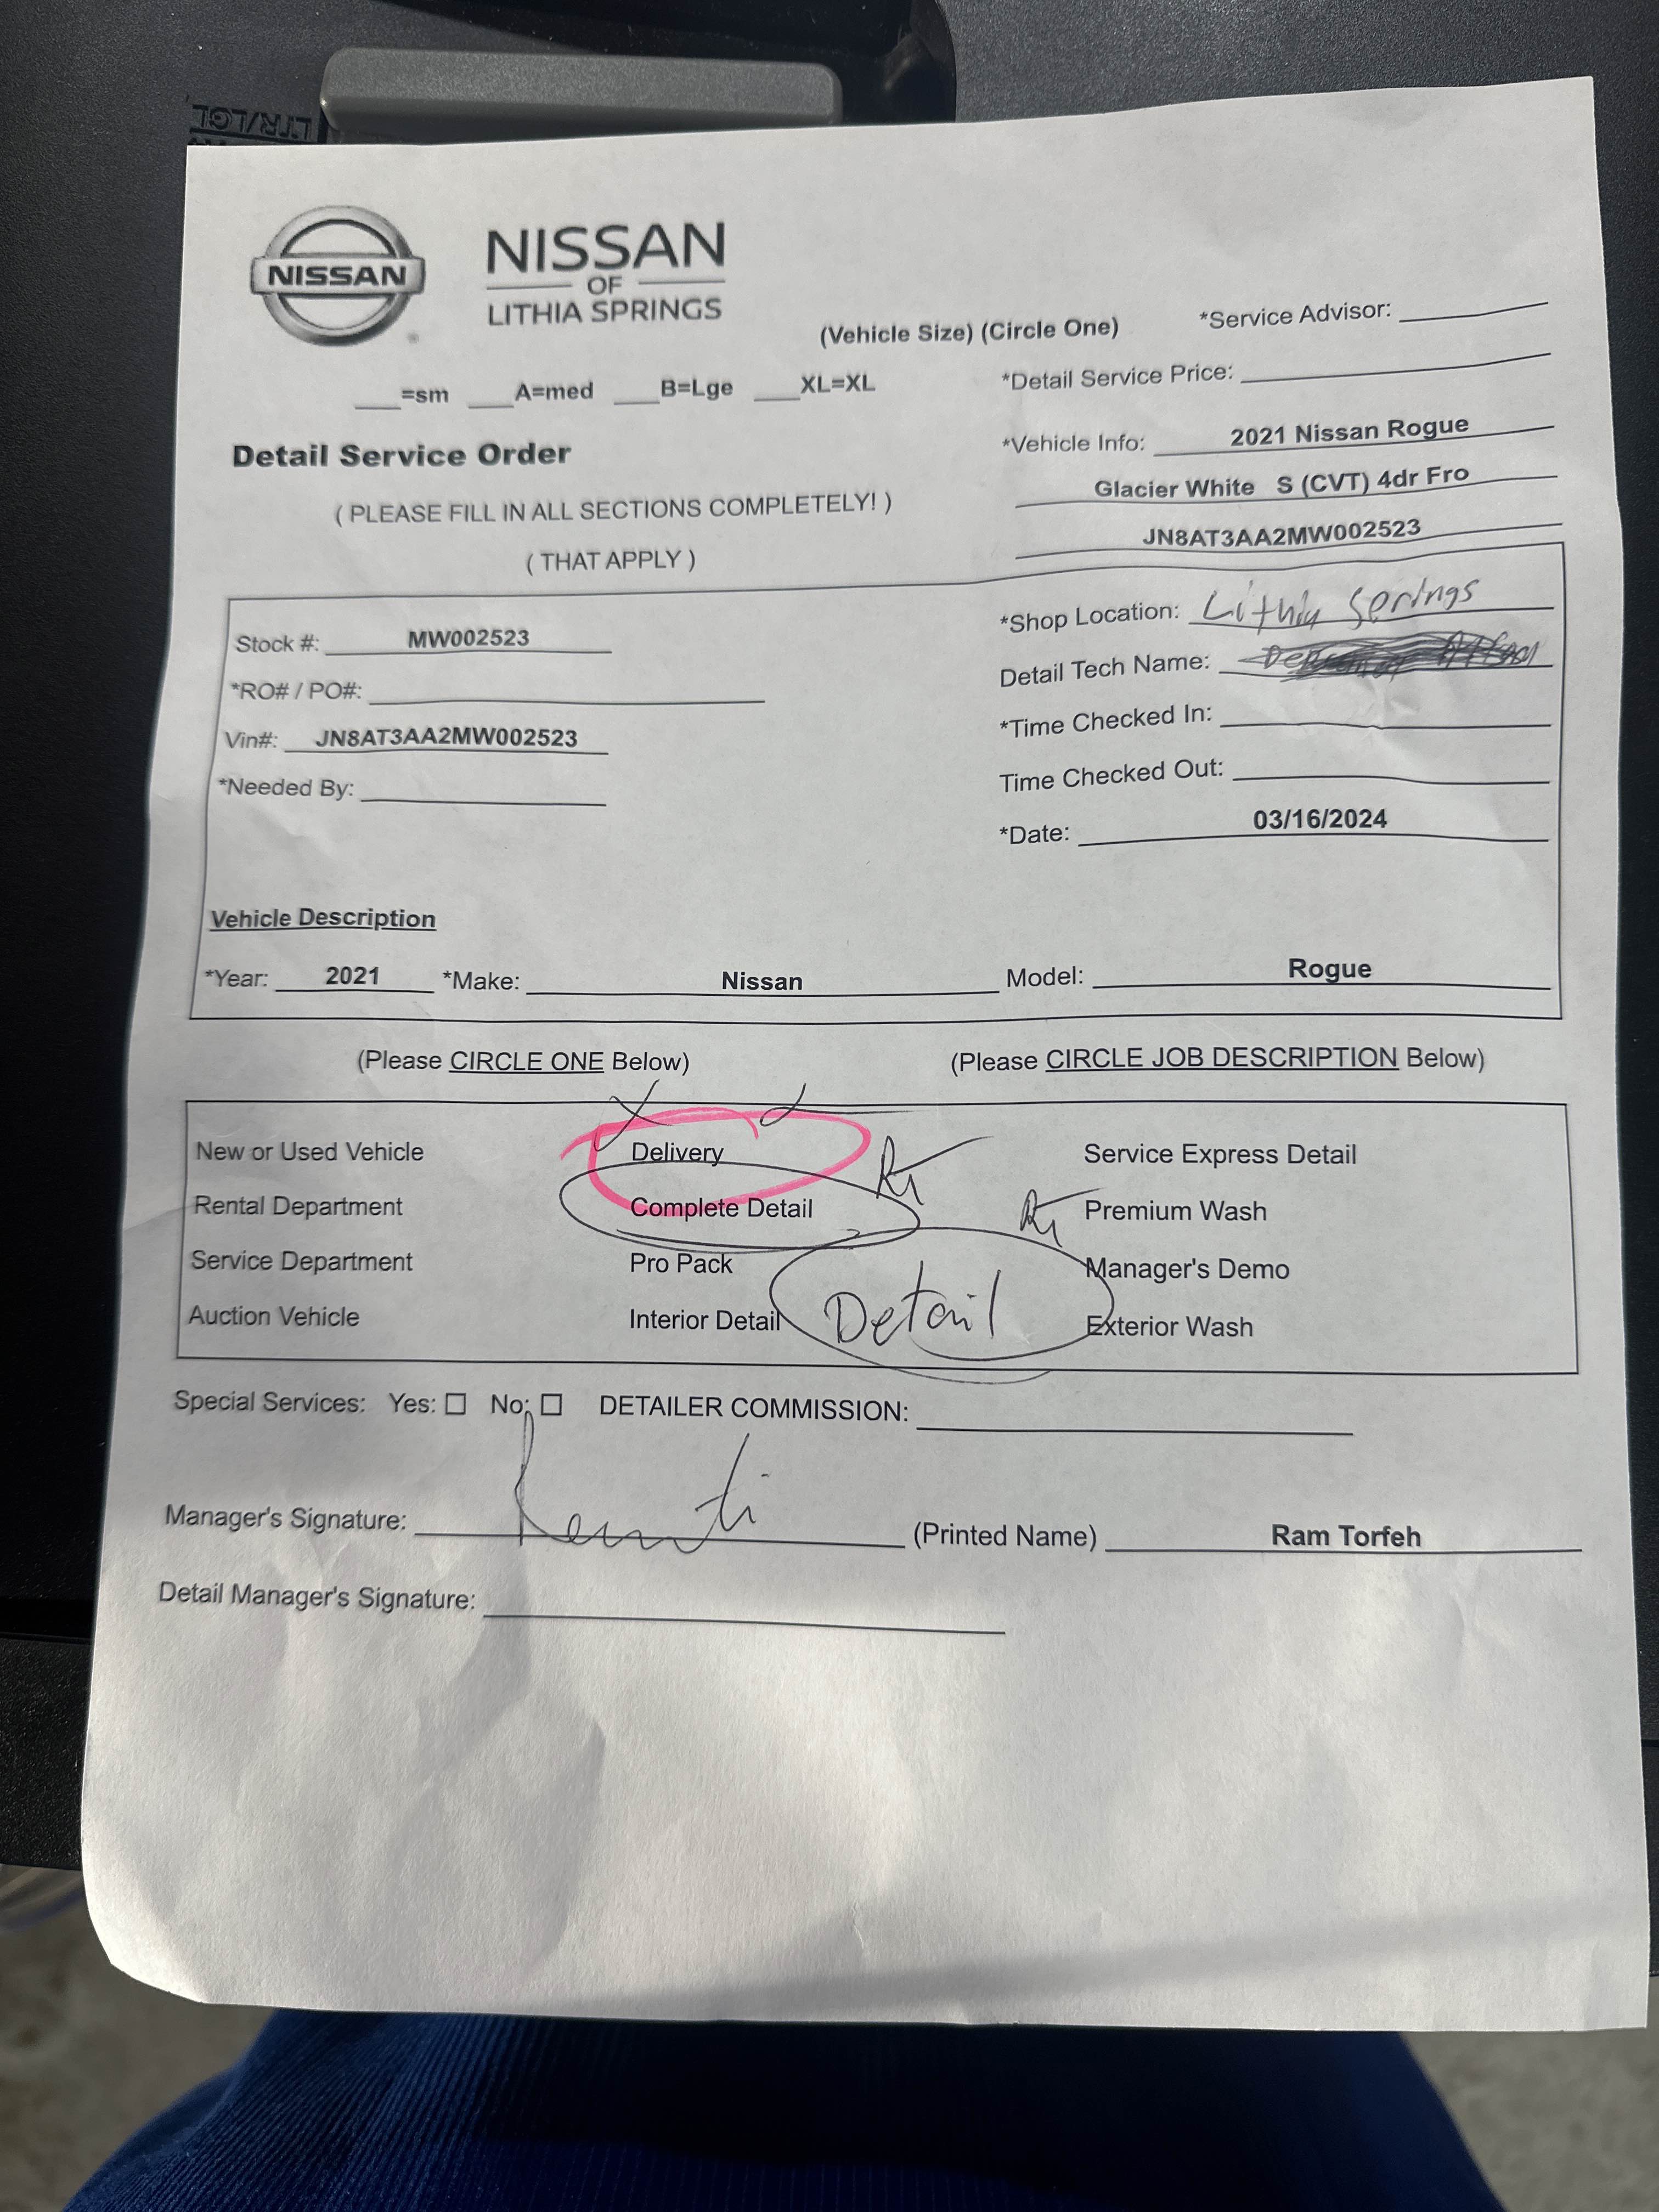 LTR/LGL
NISSAN
NISSAN
OF
LITHIA SPRINGS
(Vehicle Size) (Circle One)
*Service Advisor:
___=sm ___A=med ___B=Lge ___XL=XL
*Detail Service Price:
Detail Service Order
*Vehicle Info: 2021 Nissan Rogue
( PLEASE FILL IN ALL SECTIONS COMPLETELY! )
Glacier White S (CVT) 4dr Fro
( THAT APPLY )
JN8AT3AA2MW002523
Stock #: MW002523
*Shop Location: Lithia Springs
*RO# / PO#:
Detail Tech Name:
Vin#: JN8AT3AA2MW002523
*Time Checked In:
*Needed By:
Time Checked Out:
*Date: 03/16/2024
Vehicle Description
*Year: 2021 *Make: Nissan Model: Rogue
(Please CIRCLE ONE Below) (Please CIRCLE JOB DESCRIPTION Below)
New or Used Vehicle Delivery Service Express Detail
Rental Department Complete Detail Premium Wash
Service Department Pro Pack Manager's Demo
Auction Vehicle Interior Detail Detail Exterior Wash
Special Services: Yes: ☐ No: ☐ DETAILER COMMISSION:
Manager's Signature: (Printed Name) Ram Torfeh
Detail Manager's Signature: